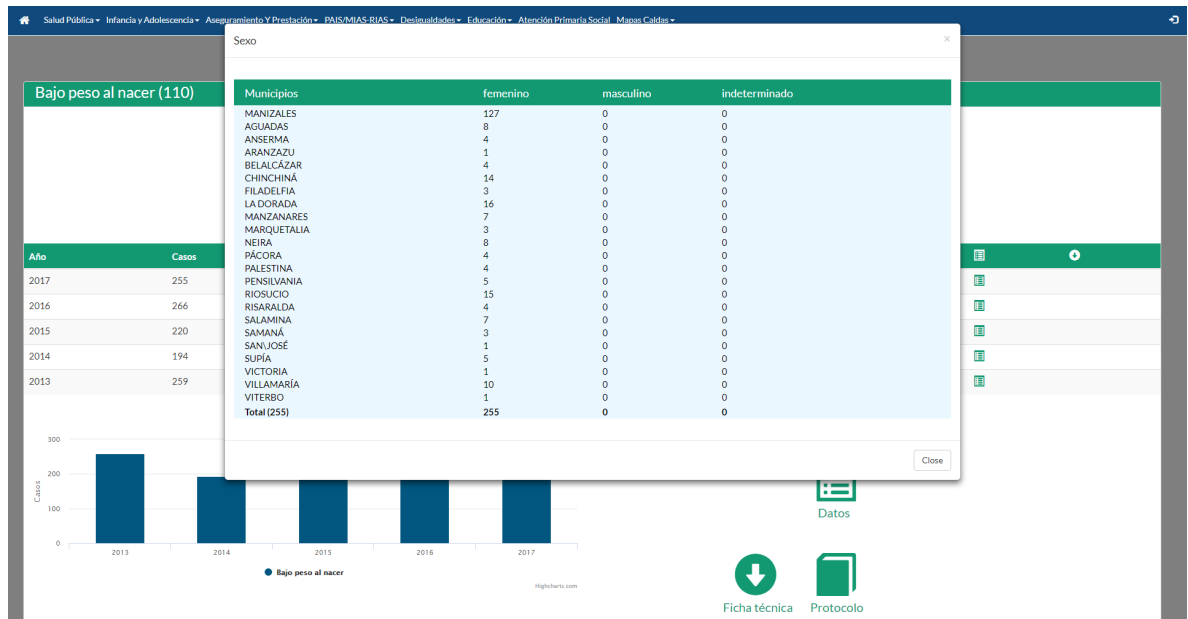 Salud Pública Infancia y Adolescencia Aseguramiento Y Prestación PAIS/MIAS-RIAS Desigualdades Educación Atención Primaria Social Mapas Caldas
Sexo ×
Bajo peso al nacer (110)
Municipios femenino masculino indeterminado
MANIZALES 127 0 0
AGUADAS 8 0 0
ANSERMA 4 0 0
ARANZAZU 1 0 0
BELALCÁZAR 4 0 0
CHINCHINÁ 14 0 0
FILADELFIA 3 0 0
LA DORADA 16 0 0
MANZANARES 7 0 0
MARQUETALIA 3 0 0
NEIRA 8 0 0
PÁCORA 4 0 0
PALESTINA 4 0 0
PENSILVANIA 5 0 0
RIOSUCIO 15 0 0
RISARALDA 4 0 0
SALAMINA 7 0 0
SAMANÁ 3 0 0
SAN\JOSÉ 1 0 0
SUPÍA 5 0 0
VICTORIA 1 0 0
VILLAMARÍA 10 0 0
VITERBO 1 0 0
Total (255) 255 0 0
Close
Año Casos
2017 255
2016 266
2015 220
2014 194
2013 259
300
200
100
0
Casos
2013 2014 2015 2016 2017
Bajo peso al nacer
Highcharts.com
Datos
Ficha técnica Protocolo